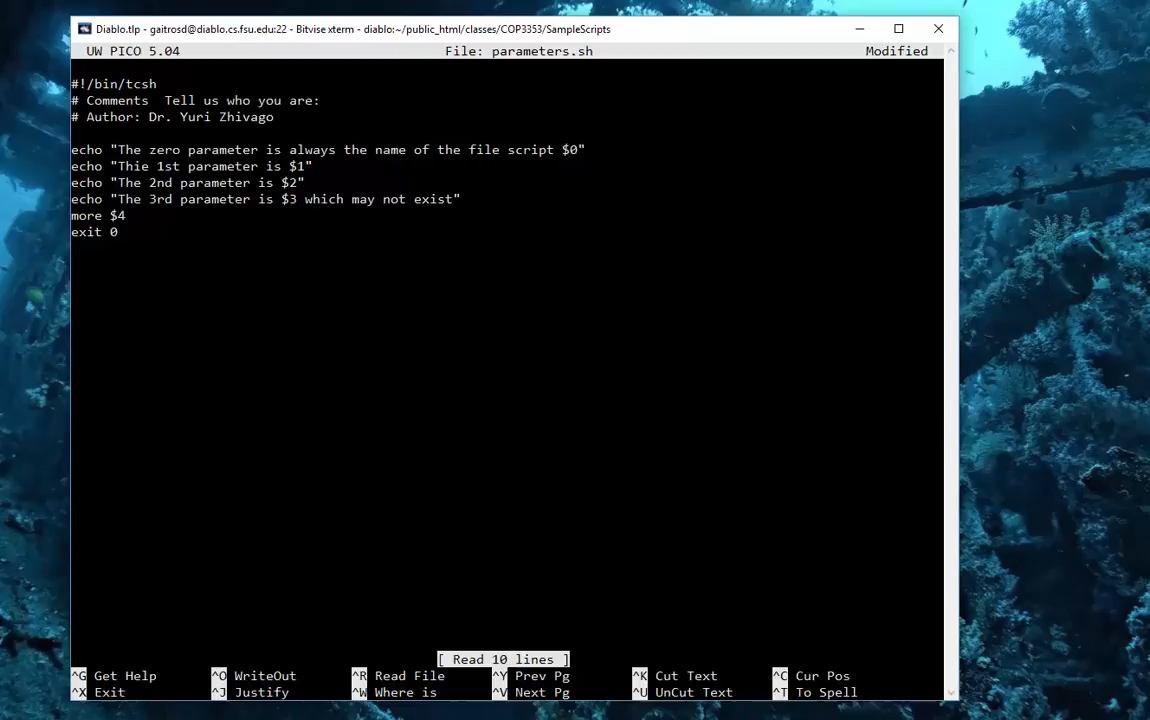 Diablo.tlp - gaitrosd@diablo.cs.fsu.edu:22 - Bitvise xterm - diablo:~/public_html/classes/COP3353/SampleScripts
UW PICO 5.04 File: parameters.sh Modified
#!/bin/tcsh
# Comments  Tell us who you are:
# Author: Dr. Yuri Zhivago
echo "The zero parameter is always the name of the file script $0"
echo "Thie 1st parameter is $1"
echo "The 2nd parameter is $2"
echo "The 3rd parameter is $3 which may not exist"
more $4
exit 0
[ Read 10 lines ]
^G Get Help ^O WriteOut ^R Read File ^Y Prev Pg ^K Cut Text ^C Cur Pos
^X Exit ^J Justify ^W Where is ^V Next Pg ^U UnCut Text ^T To Spell